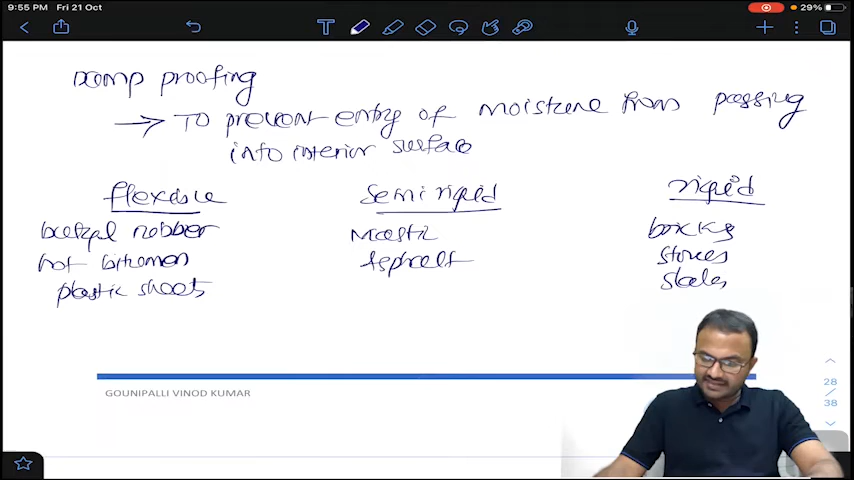 9:55 PM Fri 21 Oct
29%
Damp proofing
→ To prevent entry of moisture from passing
into interior surface
flexible semi rigid rigid
butyl rubber mastic bricks
hot bitumen Asphalt stones
plastic sheets slates
GOUNIPALLI VINOD KUMAR
28
/
38